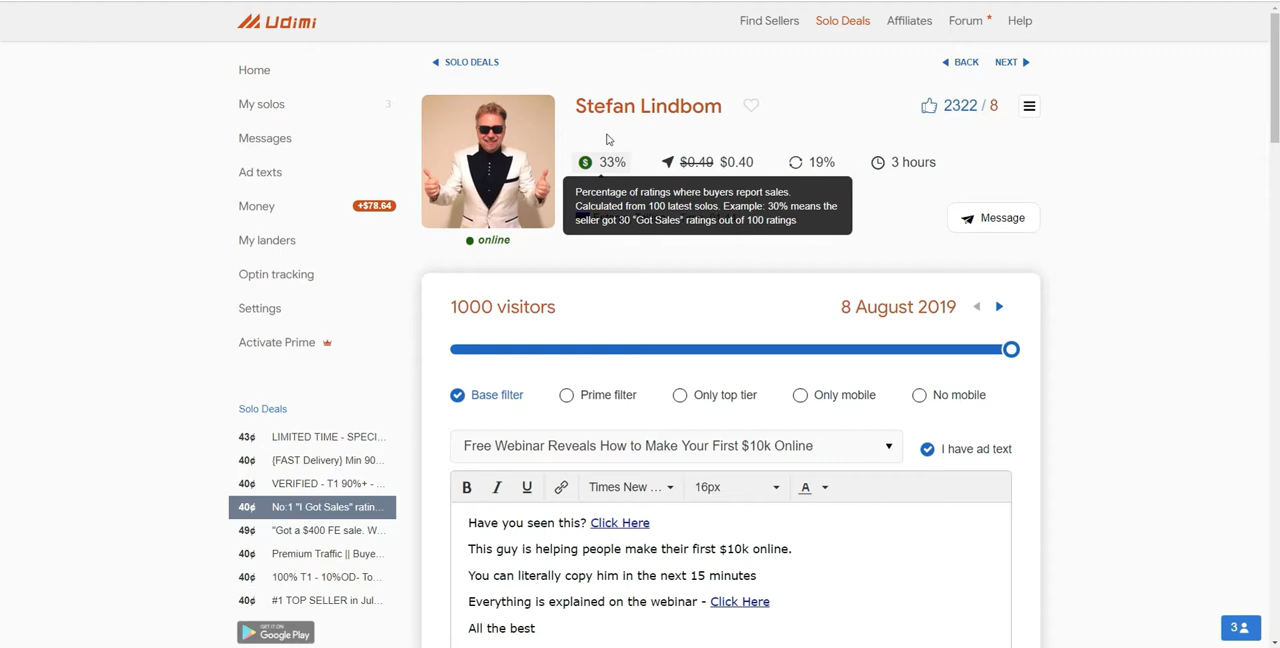 Udimi
Find Sellers Solo Deals Affiliates Forum * Help
SOLO DEALS
BACK NEXT
Home
My solos 3
Messages
Ad texts
Money +$78.64
My landers
Optin tracking
Settings
Activate Prime
Stefan Lindbom
2322 / 8
$ 33% $0.49 $0.40 19% 3 hours
Percentage of ratings where buyers report sales.
Calculated from 100 latest solos. Example: 30% means the
seller got 30 "Got Sales" ratings out of 100 ratings
Message
online
1000 visitors
8 August 2019
Base filter Prime filter Only top tier Only mobile No mobile
Free Webinar Reveals How to Make Your First $10k Online
I have ad text
B I U Times New ... 16px A
Have you seen this? Click Here
This guy is helping people make their first $10k online.
You can literally copy him in the next 15 minutes
Everything is explained on the webinar - Click Here
All the best
Solo Deals
43¢ LIMITED TIME - SPECI...
40¢ {FAST Delivery} Min 90...
40¢ VERIFIED - T1 90%+ - ...
40¢ No:1 "I Got Sales" ratin...
49¢ "Got a $400 FE sale. W...
40¢ Premium Traffic || Buye...
40¢ 100% T1 - 10%OD- To...
40¢ #1 TOP SELLER in Jul...
GET IT ON
Google Play
3